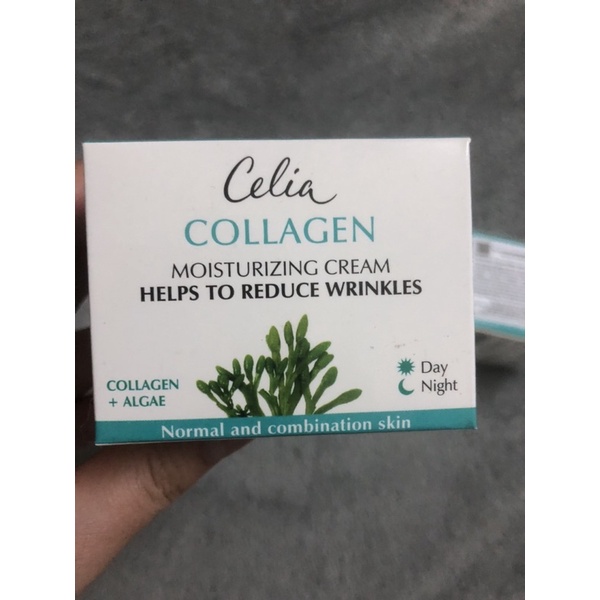 Celia
COLLAGEN
MOISTURIZING CREAM
HELPS TO REDUCE WRINKLES
COLLAGEN
+ ALGAE
Day
Night
Normal and combination skin